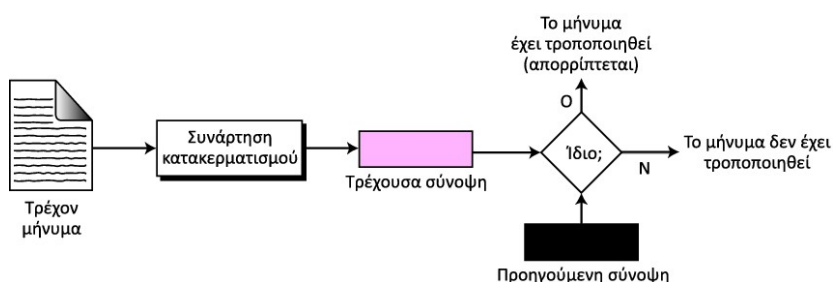 Το μήνυμα
έχει τροποποιηθεί
(απορρίπτεται)
Ο
Συνάρτηση
κατακερματισμού
Ίδιο;
Ν
Το μήνυμα δεν έχει
τροποποιηθεί
Τρέχουσα σύνοψη
Τρέχον
μήνυμα
Προηγούμενη σύνοψη